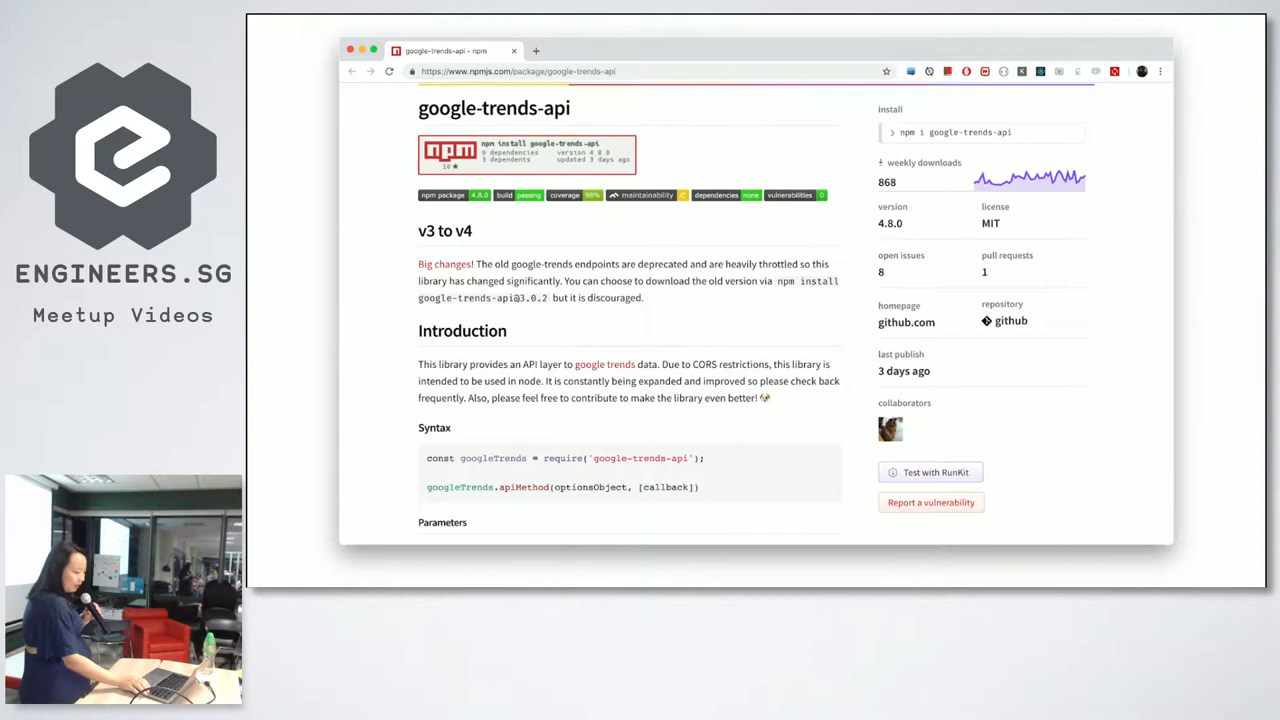 ENGINEERS.SG
Meetup Videos
google-trends-api - npm
https://www.npmjs.com/package/google-trends-api
google-trends-api
npm
16★
npm install google-trends-api
0 dependencies version 4.8.0
3 dependents updated 3 days ago
npm package 4.8.0 build passing coverage 98% maintainability C dependencies none vulnerabilities 0
v3 to v4
Big changes! The old google-trends endpoints are deprecated and are heavily throttled so this
library has changed significantly. You can choose to download the old version via npm install
google-trends-api@3.0.2 but it is discouraged.
Introduction
This library provides an API layer to google trends data. Due to CORS restrictions, this library is
intended to be used in node. It is constantly being expanded and improved so please check back
frequently. Also, please feel free to contribute to make the library even better! 🐶
Syntax
const googleTrends = require('google-trends-api');
googleTrends.apiMethod(optionsObject, [callback])
Parameters
install
> npm i google-trends-api
weekly downloads
868
version license
4.8.0 MIT
open issues pull requests
8 1
homepage repository
github.com github
last publish
3 days ago
collaborators
Test with RunKit
Report a vulnerability